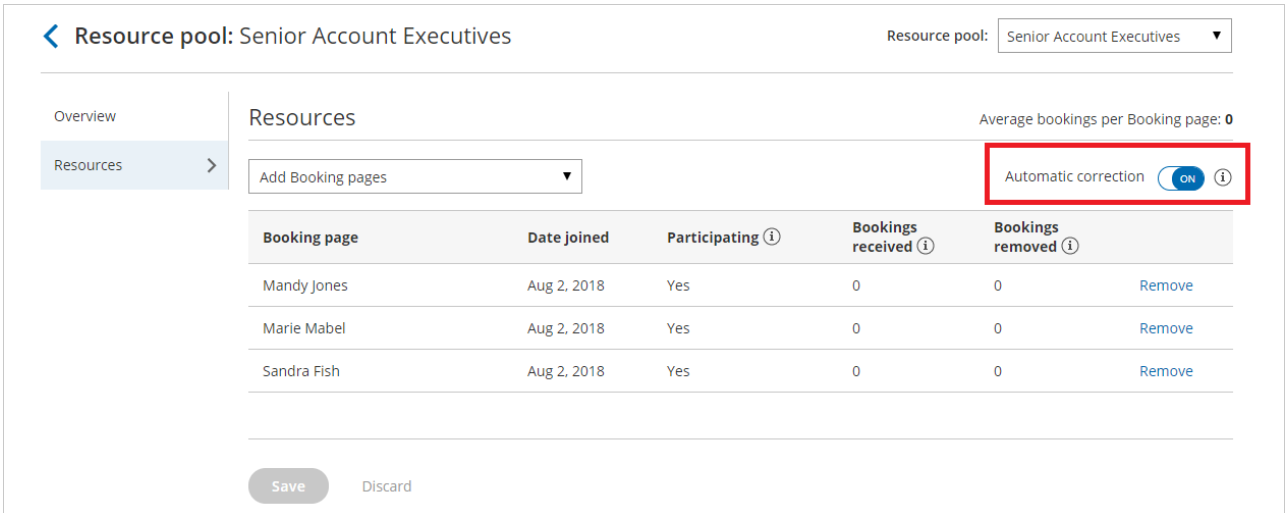 Resource pool: Senior Account Executives
Resource pool: Senior Account Executives
Overview
Resources
Resources
Average bookings per Booking page: 0
Add Booking pages
Automatic correction ON
Booking page Date joined Participating Bookings received Bookings removed
Mandy Jones Aug 2, 2018 Yes 0 0 Remove
Marie Mabel Aug 2, 2018 Yes 0 0 Remove
Sandra Fish Aug 2, 2018 Yes 0 0 Remove
Save Discard